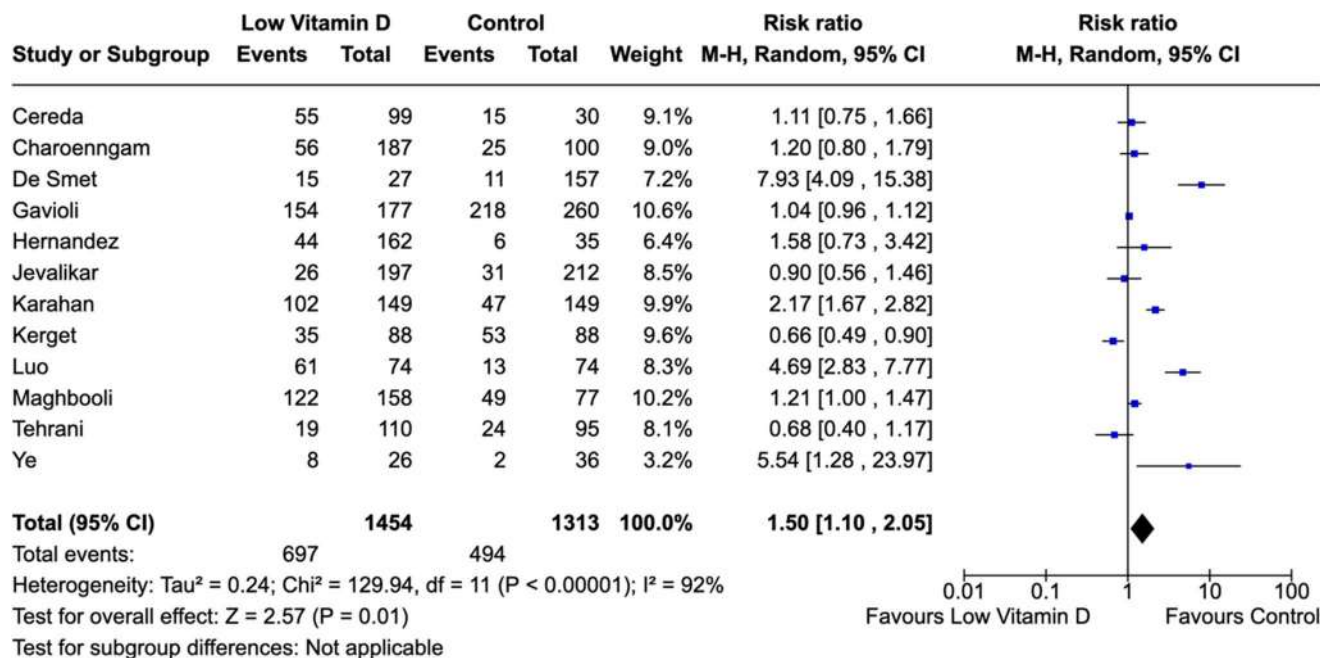 Low Vitamin D Control Risk ratio Risk ratio
Study or Subgroup Events Total Events Total Weight M-H, Random, 95% CI M-H, Random, 95% CI
Cereda 55 99 15 30 9.1% 1.11 [0.75 , 1.66]
Charoenngam 56 187 25 100 9.0% 1.20 [0.80 , 1.79]
De Smet 15 27 11 157 7.2% 7.93 [4.09 , 15.38]
Gavioli 154 177 218 260 10.6% 1.04 [0.96 , 1.12]
Hernandez 44 162 6 35 6.4% 1.58 [0.73 , 3.42]
Jevalikar 26 197 31 212 8.5% 0.90 [0.56 , 1.46]
Karahan 102 149 47 149 9.9% 2.17 [1.67 , 2.82]
Kerget 35 88 53 88 9.6% 0.66 [0.49 , 0.90]
Luo 61 74 13 74 8.3% 4.69 [2.83 , 7.77]
Maghbooli 122 158 49 77 10.2% 1.21 [1.00 , 1.47]
Tehrani 19 110 24 95 8.1% 0.68 [0.40 , 1.17]
Ye 8 26 2 36 3.2% 5.54 [1.28 , 23.97]
Total (95% CI) 1454 1313 100.0% 1.50 [1.10 , 2.05]
Total events: 697 494
Heterogeneity: Tau² = 0.24; Chi² = 129.94, df = 11 (P < 0.00001); I² = 92%
Test for overall effect: Z = 2.57 (P = 0.01)
Test for subgroup differences: Not applicable
0.01 0.1 1 10 100
Favours Low Vitamin D Favours Control